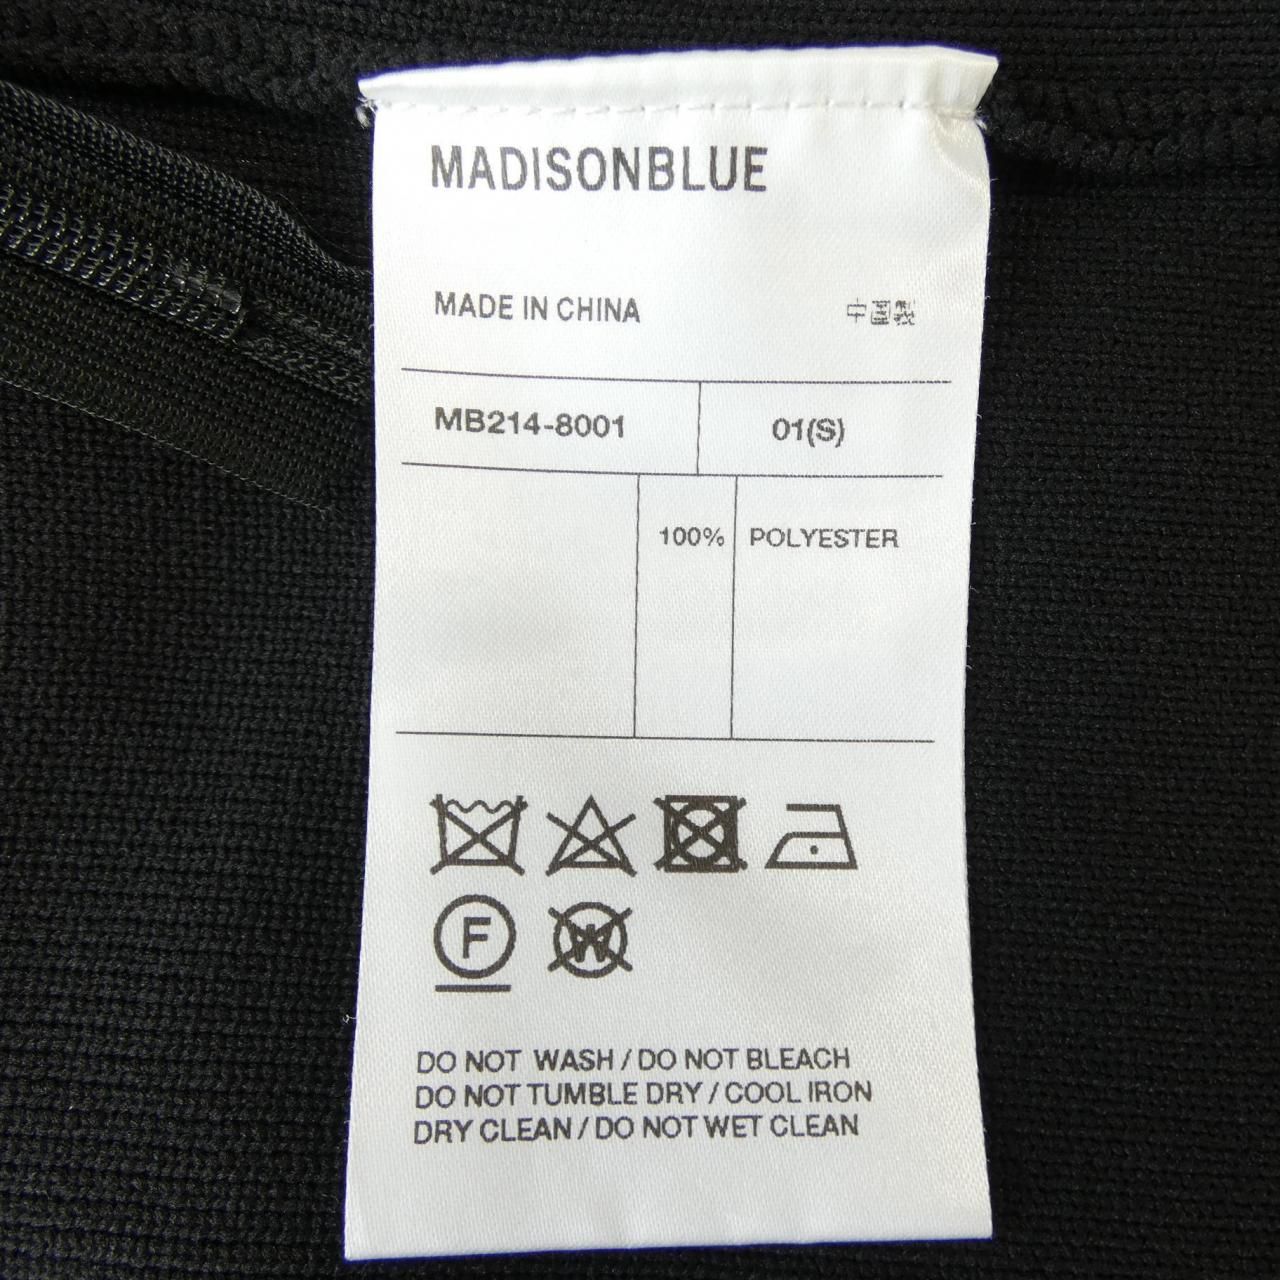 MADISONBLUE
MADE IN CHINA 中国製
MB214-8001 01(S)
100% POLYESTER
F W
DO NOT WASH / DO NOT BLEACH
DO NOT TUMBLE DRY / COOL IRON
DRY CLEAN / DO NOT WET CLEAN